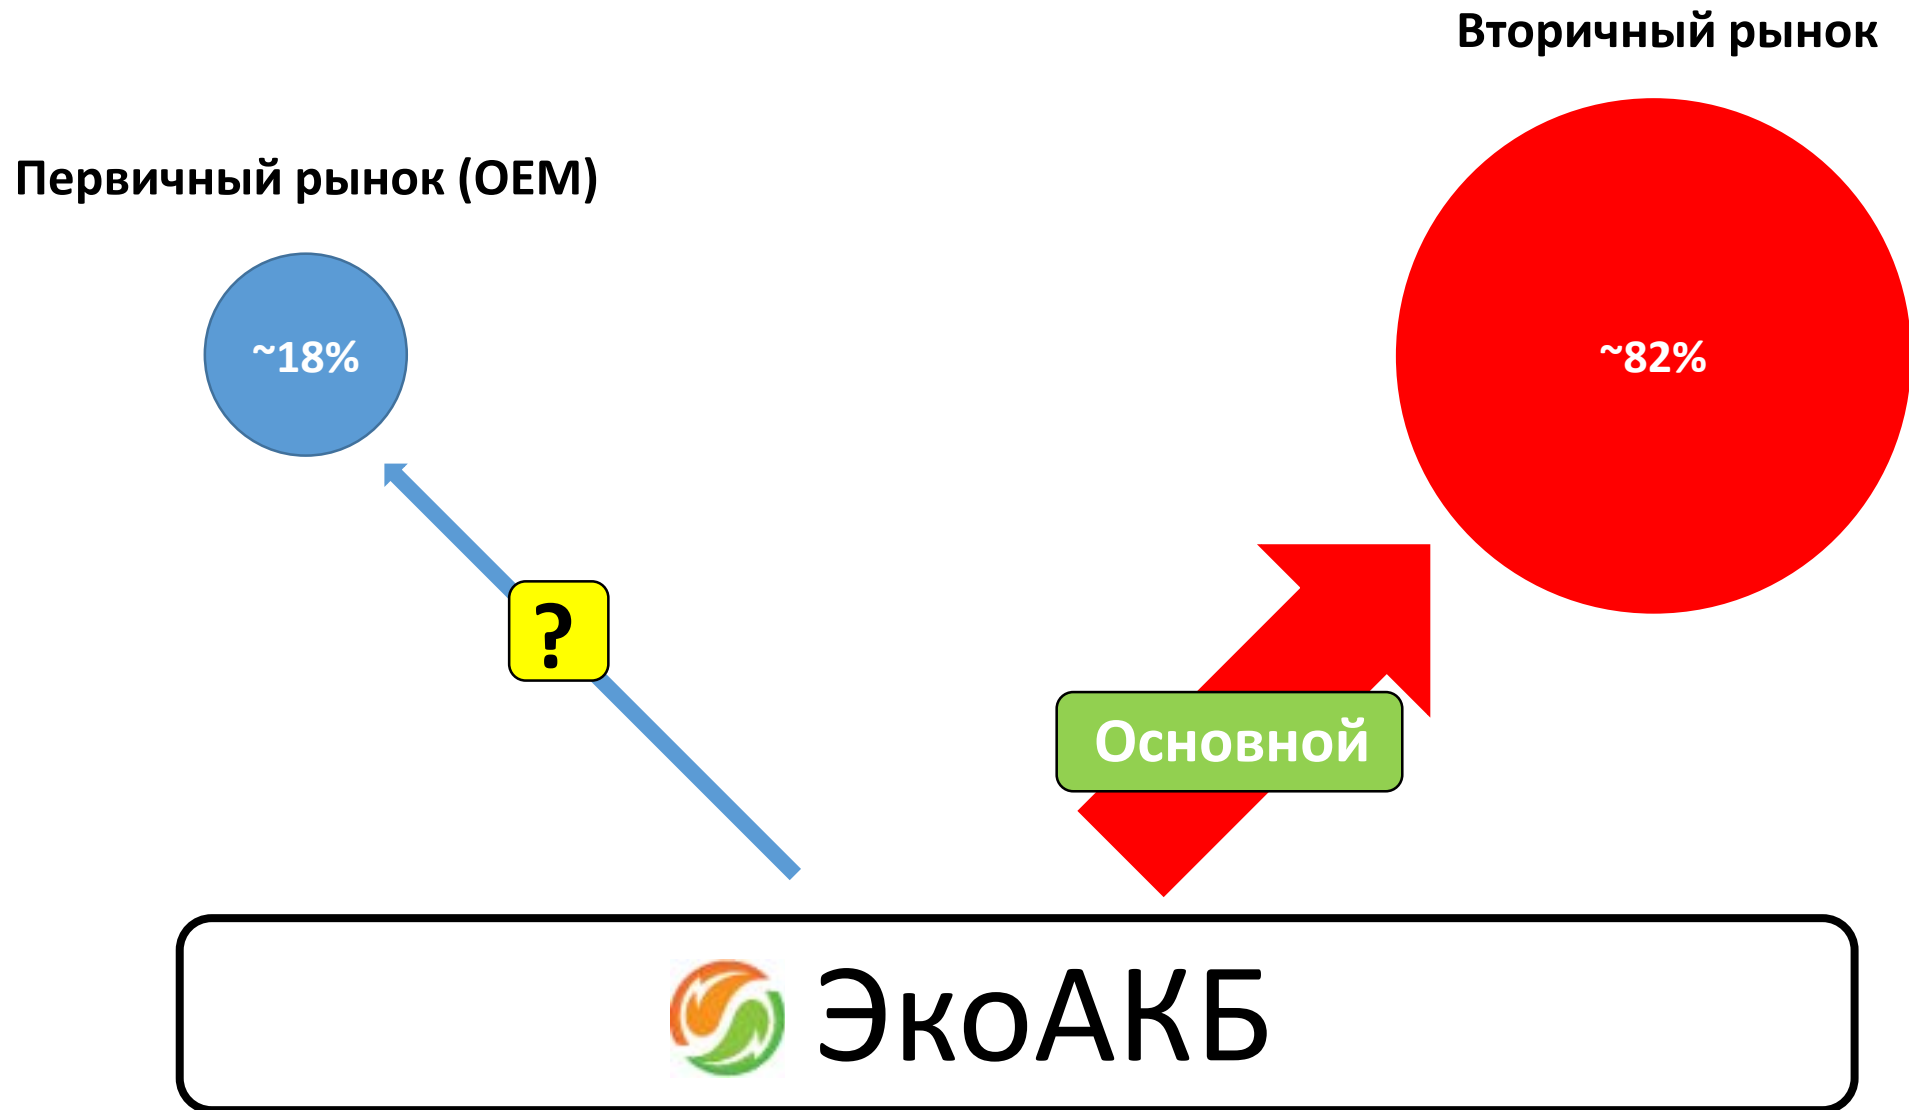 Вторичный рынок
Первичный рынок (OEM)
~18%
~82%
?
Основной
ЭкоАКБ